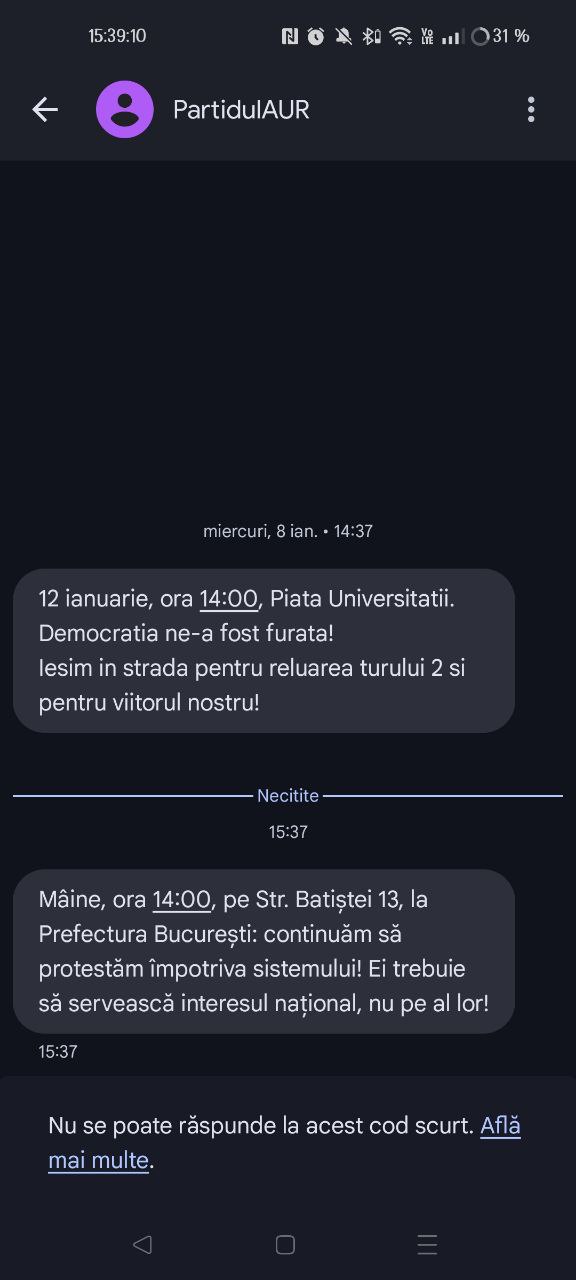 15:39:10
VoLTE
31 %
PartidulAUR
miercuri, 8 ian. • 14:37
12 ianuarie, ora 14:00, Piata Universitatii.
Democratia ne-a fost furata!
Iesim in strada pentru reluarea turului 2 si
pentru viitorul nostru!
Necitite
15:37
Mâine, ora 14:00, pe Str. Batiștei 13, la
Prefectura București: continuăm să
protestăm împotriva sistemului! Ei trebuie
să servească interesul național, nu pe al lor!
15:37
Nu se poate răspunde la acest cod scurt. Află
mai multe.